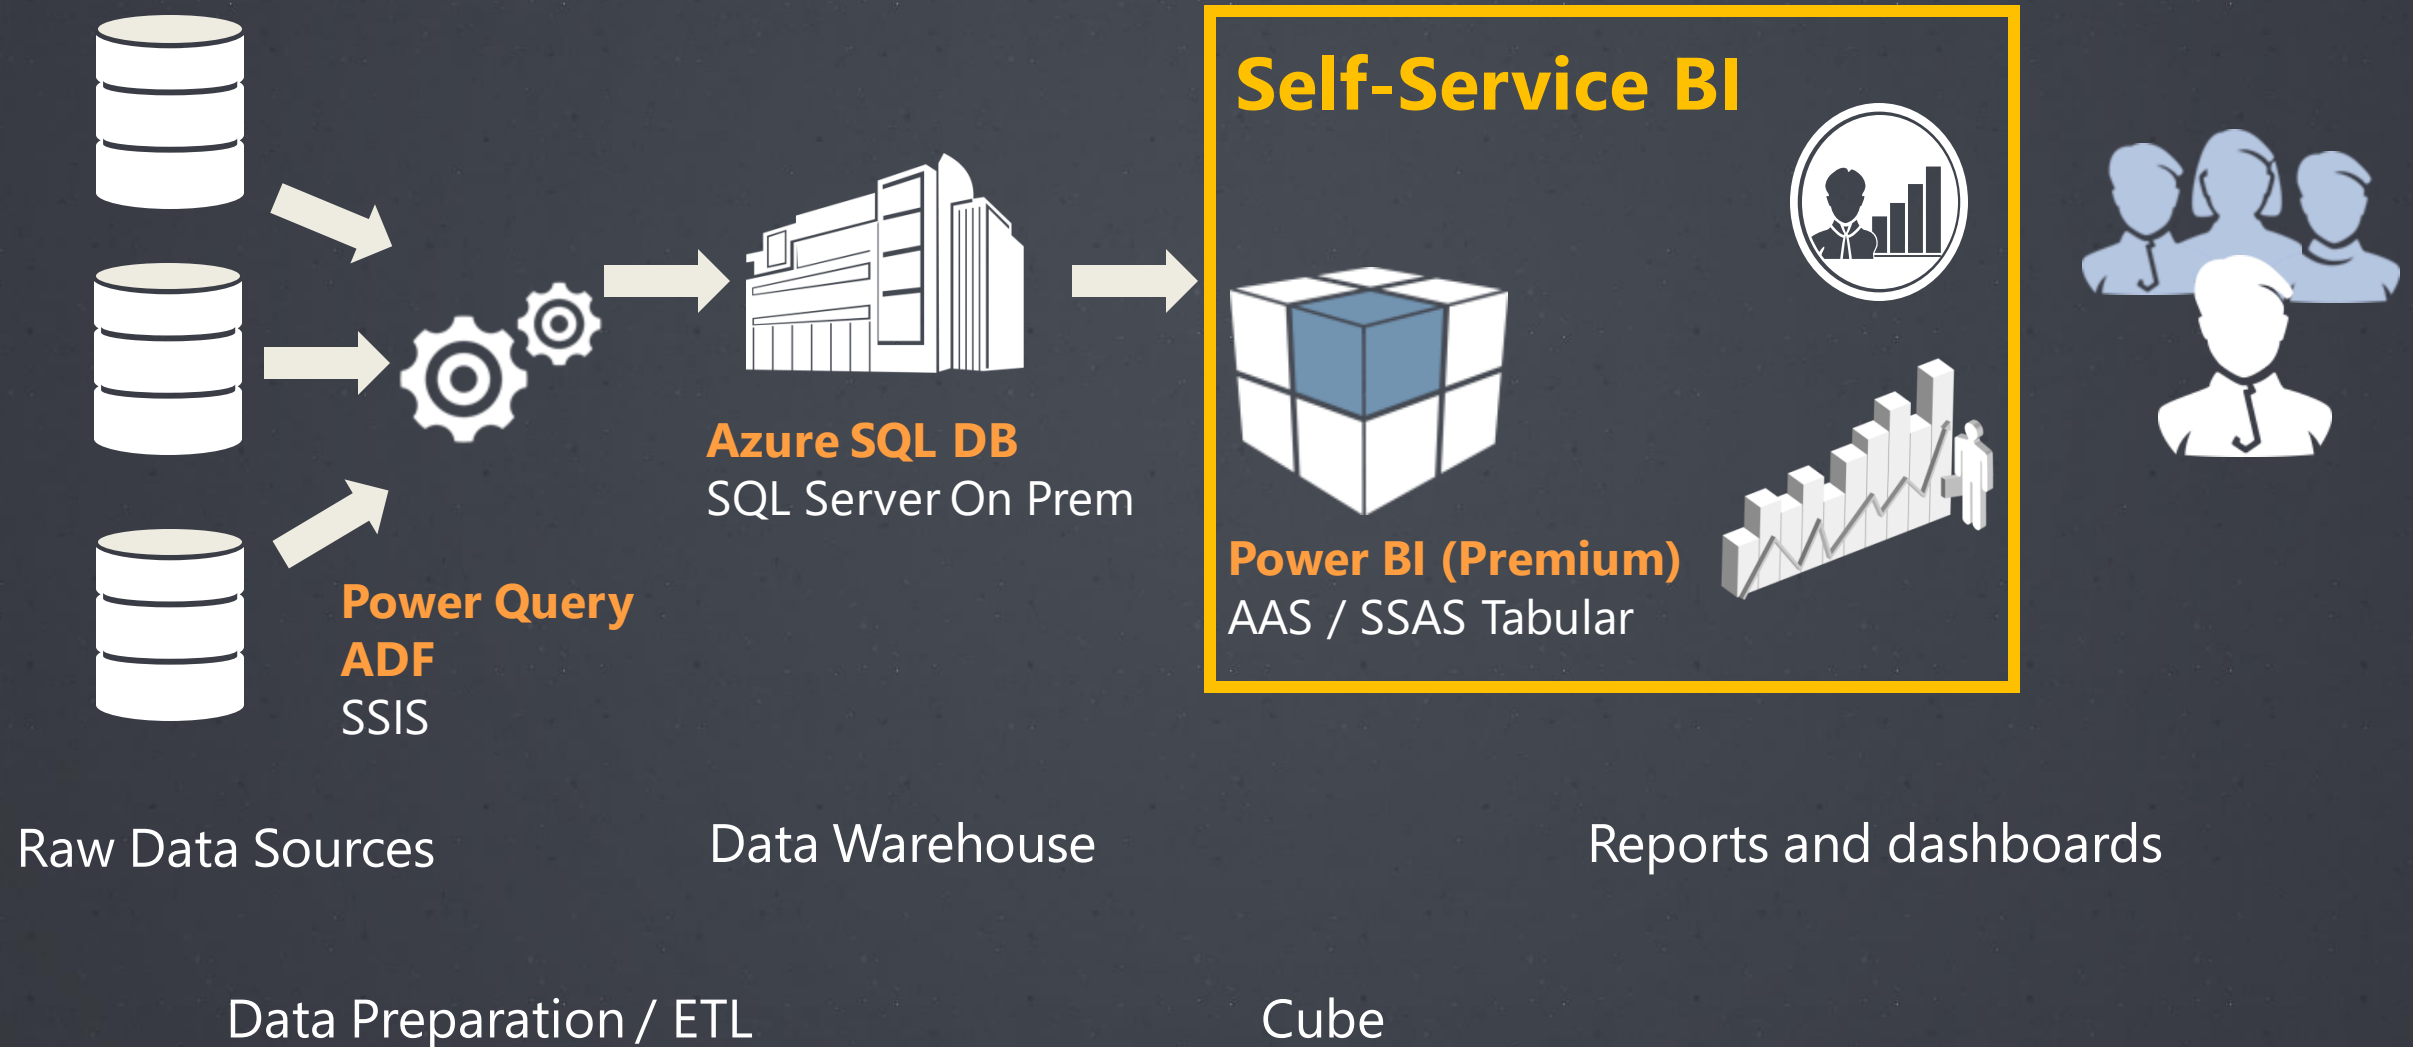 Self-Service BI
Azure SQL DB
SQL Server On Prem
Power BI (Premium)
AAS / SSAS Tabular
Power Query
ADF
SSIS
Raw Data Sources
Data Warehouse
Reports and dashboards
Data Preparation / ETL
Cube